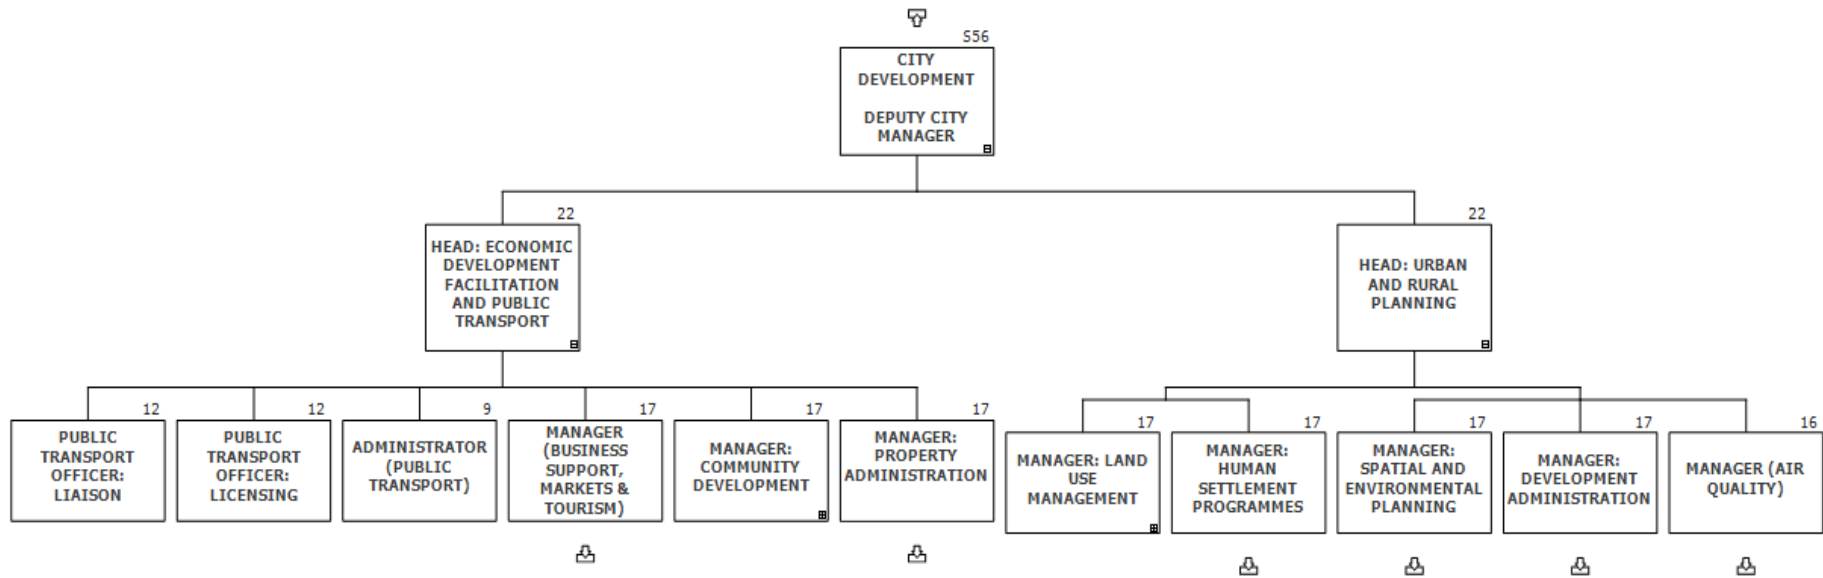 S56
CITY
DEVELOPMENT
DEPUTY CITY
MANAGER
22
HEAD: ECONOMIC
DEVELOPMENT
FACILITATION
AND PUBLIC
TRANSPORT
22
HEAD: URBAN
AND RURAL
PLANNING
12
PUBLIC
TRANSPORT
OFFICER:
LIAISON
12
PUBLIC
TRANSPORT
OFFICER:
LICENSING
9
ADMINISTRATOR
(PUBLIC
TRANSPORT)
17
MANAGER
(BUSINESS
SUPPORT,
MARKETS &
TOURISM)
17
MANAGER:
COMMUNITY
DEVELOPMENT
17
MANAGER:
PROPERTY
ADMINISTRATION
17
MANAGER: LAND
USE
MANAGEMENT
17
MANAGER:
HUMAN
SETTLEMENT
PROGRAMMES
17
MANAGER:
SPATIAL AND
ENVIRONMENTAL
PLANNING
17
MANAGER:
DEVELOPMENT
ADMINISTRATION
16
MANAGER (AIR
QUALITY)